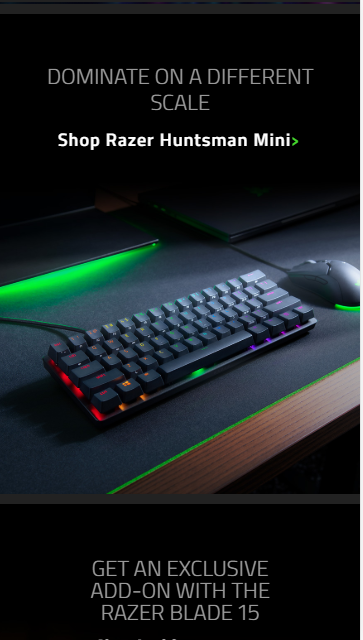 DOMINATE ON A DIFFERENT
SCALE
Shop Razer Huntsman Mini>
GET AN EXCLUSIVE
ADD-ON WITH THE
RAZER BLADE 15